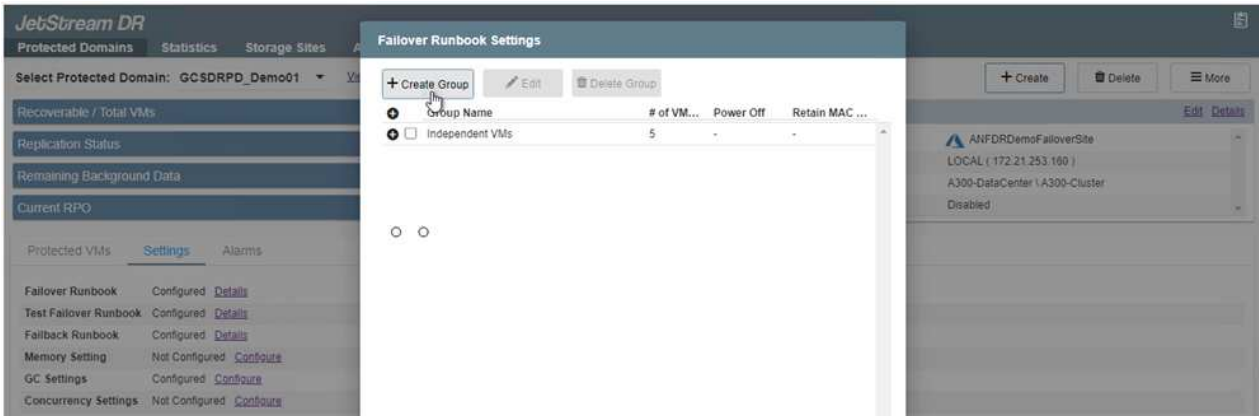 JetStream DR
Protected Domains Statistics Storage Sites A
Select Protected Domain: GCSDRPD_Demo01
+ Create Delete More
Recoverable / Total VMs
Edit Details
Replication Status
Remaining Background Data
Current RPO
ANFDRDemoFailoverSite
LOCAL ( 172.21.253.160 )
A300-DataCenter \ A300-Cluster
Disabled
Protected VMs Settings Alarms
Failover Runbook Configured Details
Test Failover Runbook Configured Details
Failback Runbook Configured Details
Memory Setting Not Configured Configure
GC Settings Configured Configure
Concurrency Settings Not Configured Configure
Failover Runbook Settings
+ Create Group Edit Delete Group
Group Name # of VM... Power Off Retain MAC ...
Independent VMs 5 - -